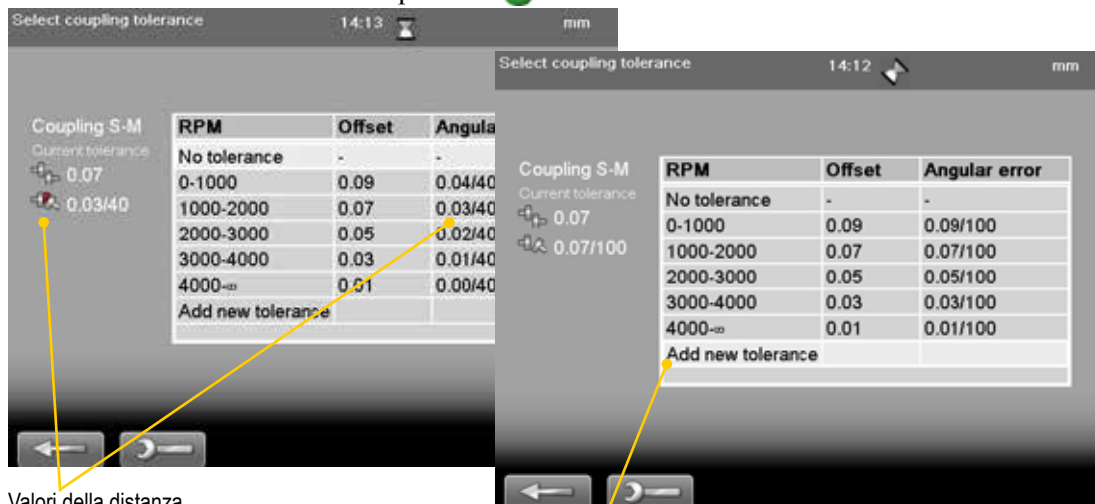 Select coupling tolerance 14:13 mm
Coupling S-M
Current tolerance
0.07
0.03/40
RPM Offset Angula
No tolerance - -
0-1000 0.09 0.04/40
1000-2000 0.07 0.03/40
2000-3000 0.05 0.02/40
3000-4000 0.03 0.01/40
4000-∞ 0.01 0.00/40
Add new tolerance
Valori della distanza
Select coupling tolerance 14:12 mm
Coupling S-M
Current tolerance
0.07
0.07/100
RPM Offset Angular error
No tolerance - -
0-1000 0.09 0.09/100
1000-2000 0.07 0.07/100
2000-3000 0.05 0.05/100
3000-4000 0.03 0.03/100
4000-∞ 0.01 0.01/100
Add new tolerance